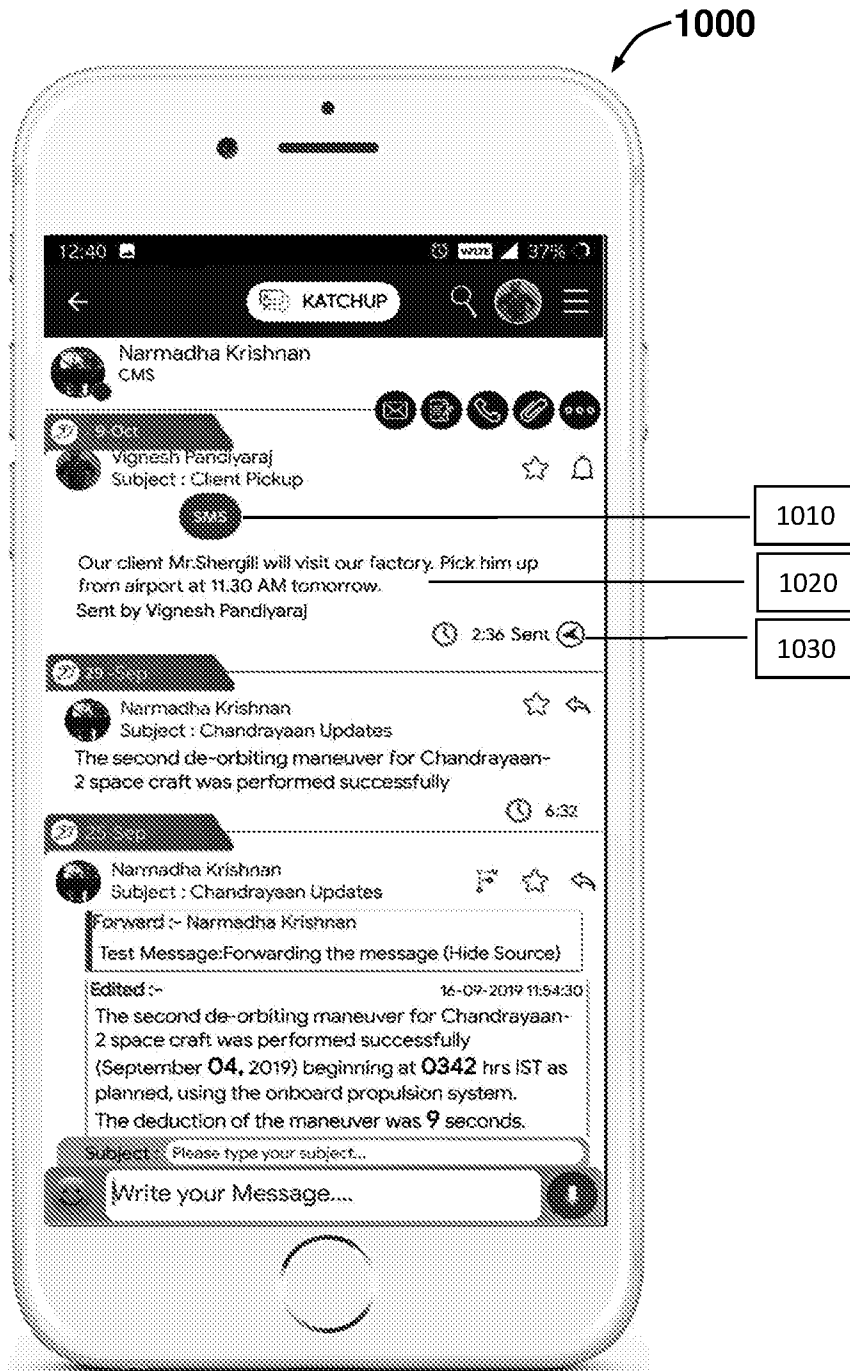 1000
12:40 VoLTE 37%
KATCHUP
Narmadha Krishnan
CMS
Oct
Vignesh Pandiyaraj
Subject : Client Pickup
SMS
1010
Our client Mr.Shergill will visit our factory. Pick him up
from airport at 11.30 AM tomorrow.
1020
Sent by Vignesh Pandiyaraj
2:36 Sent
1030
Sep
Narmadha Krishnan
Subject : Chandrayaan Updates
The second de-orbiting maneuver for Chandrayaan-
2 space craft was performed successfully
6:32
Sep
Narmadha Krishnan
Subject : Chandrayaan Updates
Forward :- Narmadha Krishnan
Test Message:Forwarding the message (Hide Source)
Edited :- 16-09-2019 11:54:30
The second de-orbiting maneuver for Chandrayaan-
2 space craft was performed successfully
(September 04, 2019) beginning at 0342 hrs IST as
planned, using the onboard propulsion system.
The deduction of the maneuver was 9 seconds.
Subject : Please type your subject...
Write your Message....